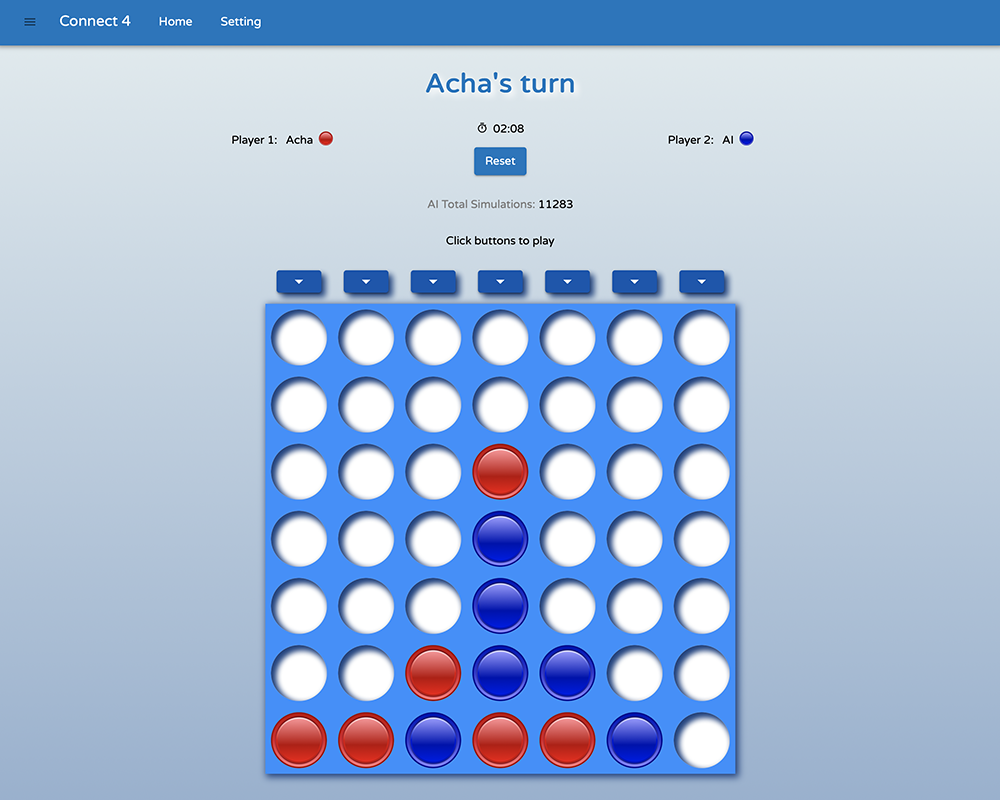 Connect 4 Home Setting
Acha's turn
02:08
Player 1: Acha
Player 2: AI
Reset
AI Total Simulations: 11283
Click buttons to play